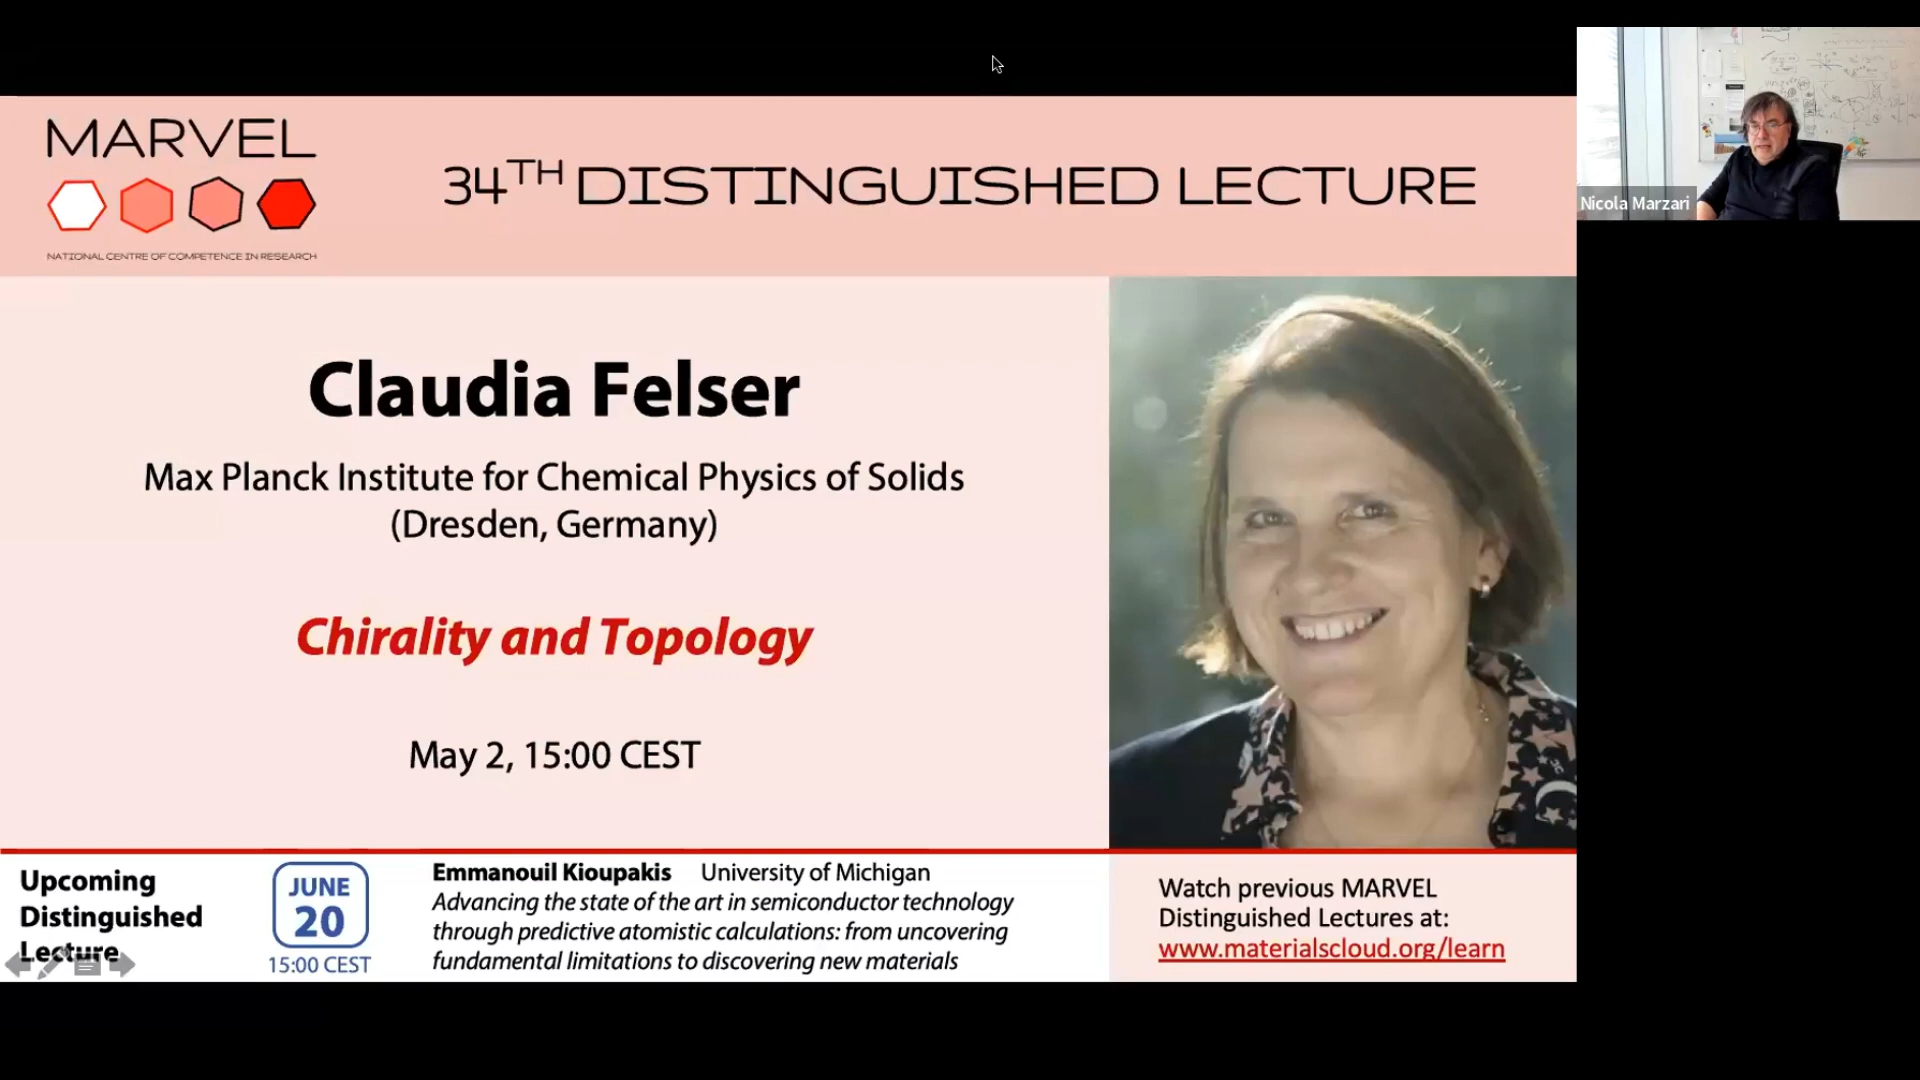 MARVEL
NATIONAL CENTRE OF COMPETENCE IN RESEARCH
34TH DISTINGUISHED LECTURE
Nicola Marzari
Claudia Felser
Max Planck Institute for Chemical Physics of Solids
(Dresden, Germany)
Chirality and Topology
May 2, 15:00 CEST
Upcoming
Distinguished
Lecture
JUNE
20
15:00 CEST
Emmanouil Kioupakis University of Michigan
Advancing the state of the art in semiconductor technology
through predictive atomistic calculations: from uncovering
fundamental limitations to discovering new materials
Watch previous MARVEL
Distinguished Lectures at:
www.materialscloud.org/learn